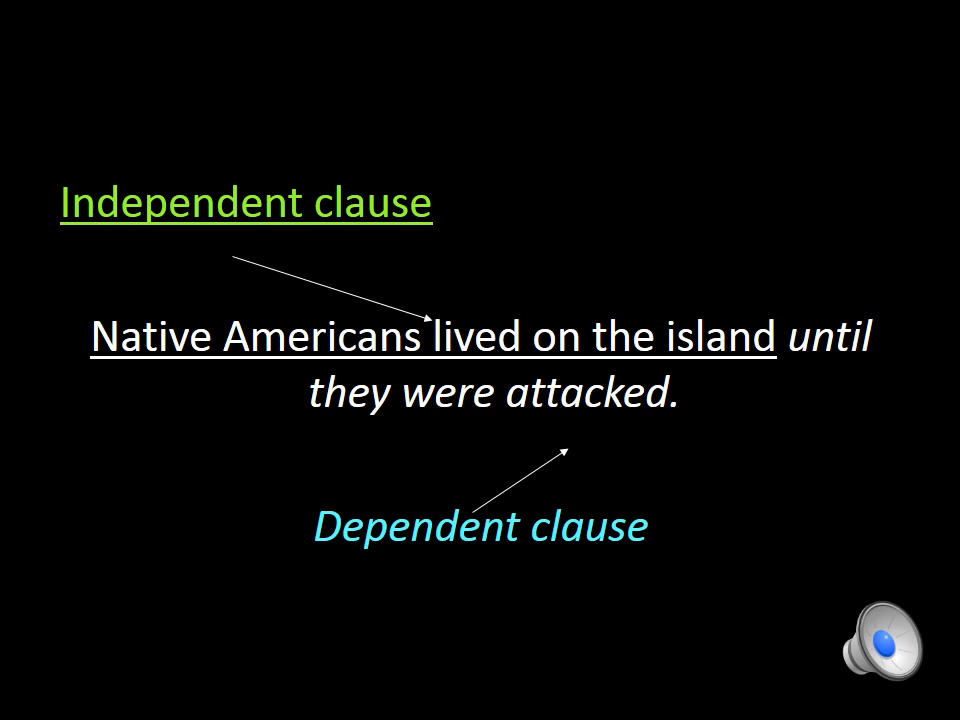 Independent clause
Native Americans lived on the island until
they were attacked.
Dependent clause